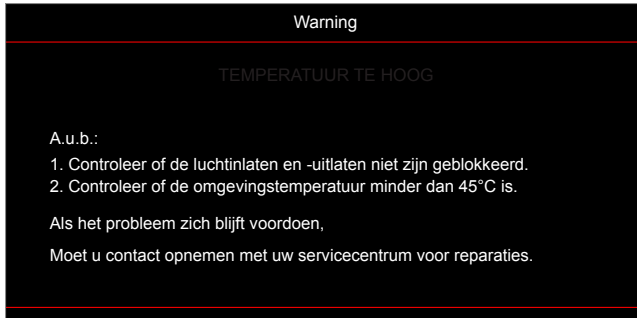 Warning
TEMPERATUUR TE HOOG
A.u.b.:
1. Controleer of de luchtinlaten en -uitlaten niet zijn geblokkeerd.
2. Controleer of de omgevingstemperatuur minder dan 45°C is.
Als het probleem zich blijft voordoen,
Moet u contact opnemen met uw servicecentrum voor reparaties.